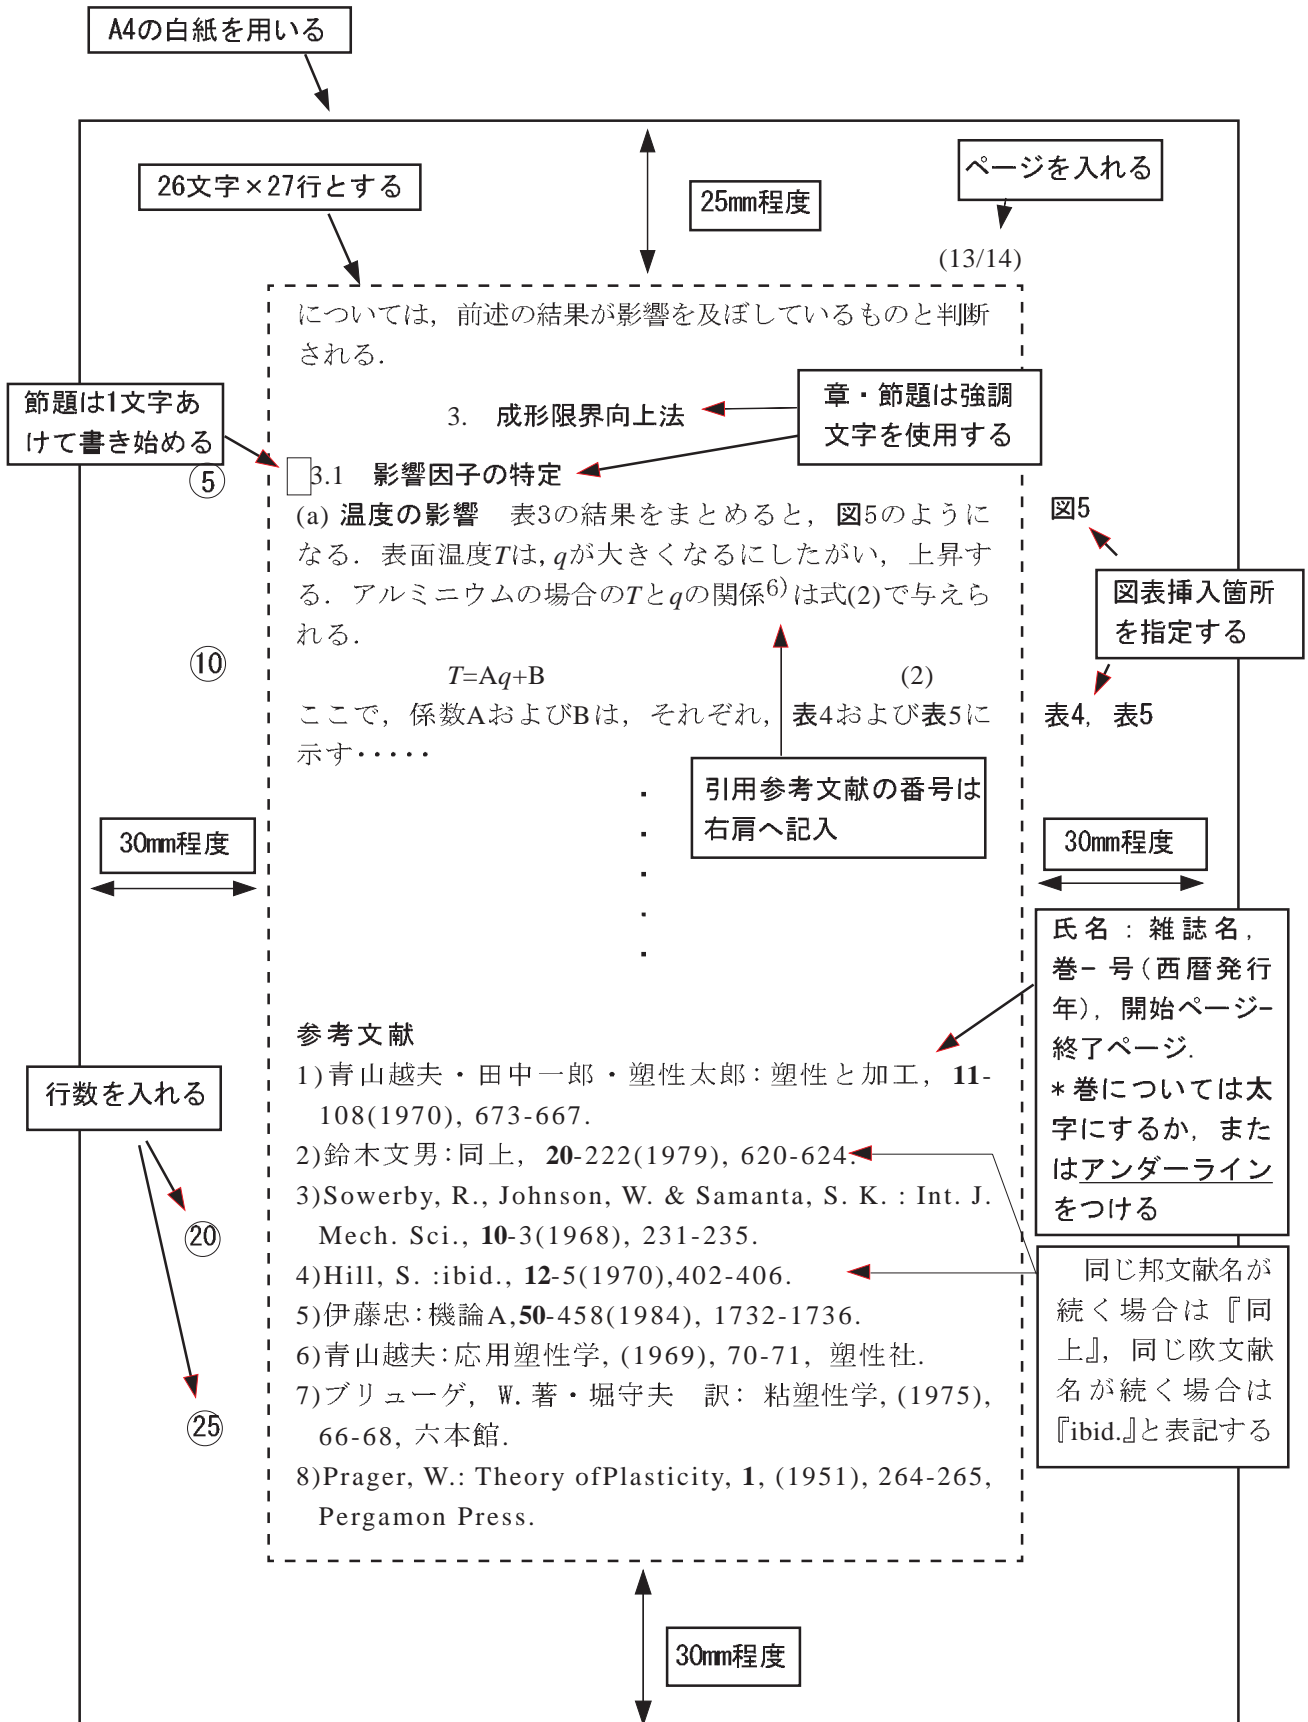 A4の白紙を用いる
26文字×27行とする
25mm程度
ページを入れる
(13/14)
については，前述の結果が影響を及ぼしているものと判断
される．
節題は1文字あ
けて書き始める
3. 成形限界向上法
章・節題は強調
文字を使用する
⑤
3.1 影響因子の特定
(a) 温度の影響 表3の結果をまとめると，図5のように
なる．表面温度Tは，qが大きくなるにしたがい，上昇す
る．アルミニウムの場合のTとqの関係6)は式(2)で与えら
れる．
図5
図表挿入箇所
を指定する
⑩
T=Aq+B (2)
ここで，係数AおよびBは，それぞれ，表4および表5に
示す・・・・・
表4，表5
引用参考文献の番号は
右肩へ記入
・
・
・
・
・
30mm程度
30mm程度
氏名：雑誌名，
巻-号(西暦発行
年)，開始ページ-
終了ページ．
*巻については太
字にするか，また
はアンダーライン
をつける
参考文献
1)青山越夫・田中一郎・塑性太郎：塑性と加工，11-
108(1970), 673-667.
2)鈴木文男：同上，20-222(1979), 620-624.
3)Sowerby, R., Johnson, W. & Samanta, S. K. : Int. J.
Mech. Sci., 10-3(1968), 231-235.
4)Hill, S. :ibid., 12-5(1970),402-406.
5)伊藤忠：機論A,50-458(1984), 1732-1736.
6)青山越夫：応用塑性学, (1969), 70-71, 塑性社．
7)ブリューゲ，W. 著・堀守夫 訳： 粘塑性学, (1975),
66-68, 六本館．
8)Prager, W.: Theory ofPlasticity, 1, (1951), 264-265,
Pergamon Press.
行数を入れる
⑳
㉕
同じ邦文献名が
続く場合は『同
上』，同じ欧文献
名が続く場合は
『ibid.』と表記する
30mm程度